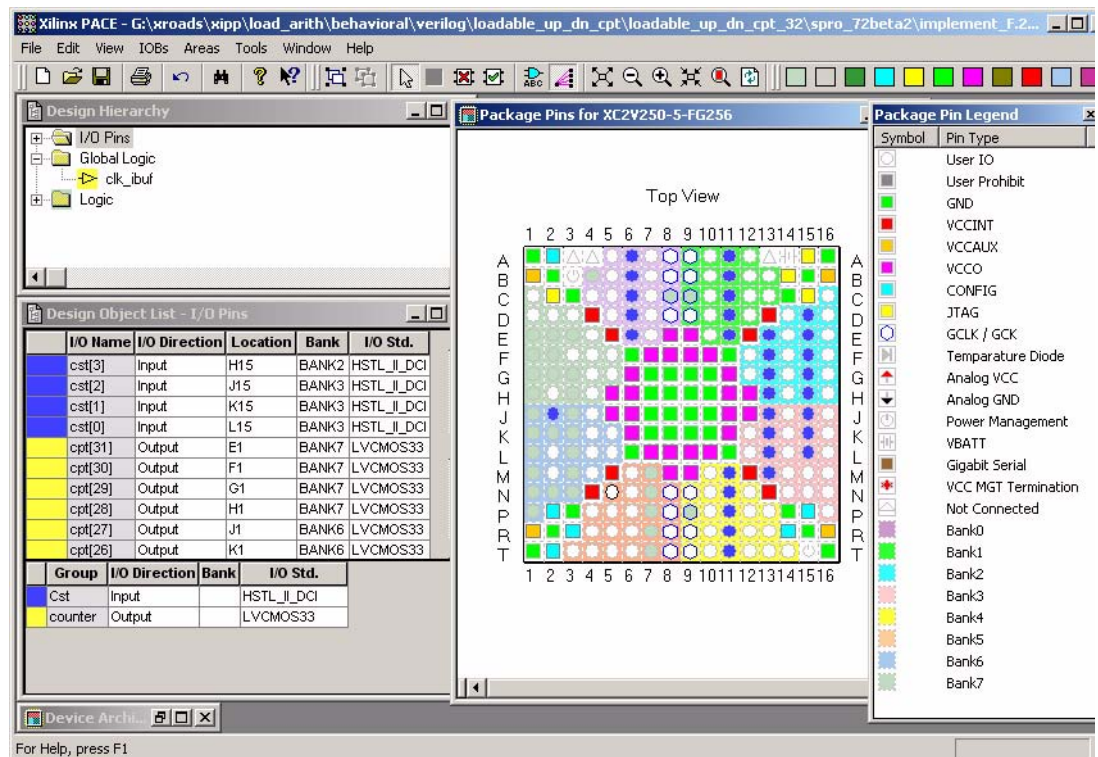 Xilinx PACE - G:\xroads\xipp\load_arith\behavioral\verilog\loadable_up_dn_cpt\loadable_up_dn_cpt_32\spro_72beta2\implement_F.2...
File Edit View IOBs Areas Tools Window Help
ABC
Design Hierarchy
I/O Pins
Global Logic
clk_ibuf
Logic
Design Object List - I/O Pins
I/O Name I/O Direction Location Bank I/O Std.
cst[3] Input H15 BANK2 HSTL_II_DCI
cst[2] Input J15 BANK3 HSTL_II_DCI
cst[1] Input K15 BANK3 HSTL_II_DCI
cst[0] Input L15 BANK3 HSTL_II_DCI
cpt[31] Output E1 BANK7 LVCMOS33
cpt[30] Output F1 BANK7 LVCMOS33
cpt[29] Output G1 BANK7 LVCMOS33
cpt[28] Output H1 BANK7 LVCMOS33
cpt[27] Output J1 BANK6 LVCMOS33
cpt[26] Output K1 BANK6 LVCMOS33
Group I/O Direction Bank I/O Std.
Cst Input HSTL_II_DCI
counter Output LVCMOS33
Device Archi...
Package Pins for XC2V250-5-FG256
Top View
1 2 3 4 5 6 7 8 9 10 11 12 13 14 15 16
A A
B B
C C
D D
E E
F F
G G
H H
J J
K K
L L
M M
N N
P P
R R
T T
1 2 3 4 5 6 7 8 9 10 11 12 13 14 15 16
Package Pin Legend
Symbol Pin Type
User IO
User Prohibit
GND
VCCINT
VCCAUX
VCCO
CONFIG
JTAG
GCLK / GCK
Temparature Diode
Analog VCC
Analog GND
Power Management
VBATT
Gigabit Serial
VCC MGT Termination
Not Connected
Bank0
Bank1
Bank2
Bank3
Bank4
Bank5
Bank6
Bank7
For Help, press F1